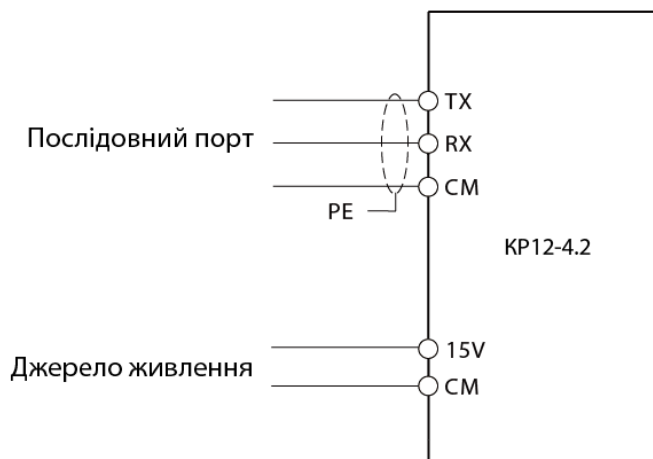 TX
Послідовний порт
RX
CM
PE
KP12-4.2
15V
Джерело живлення
CM